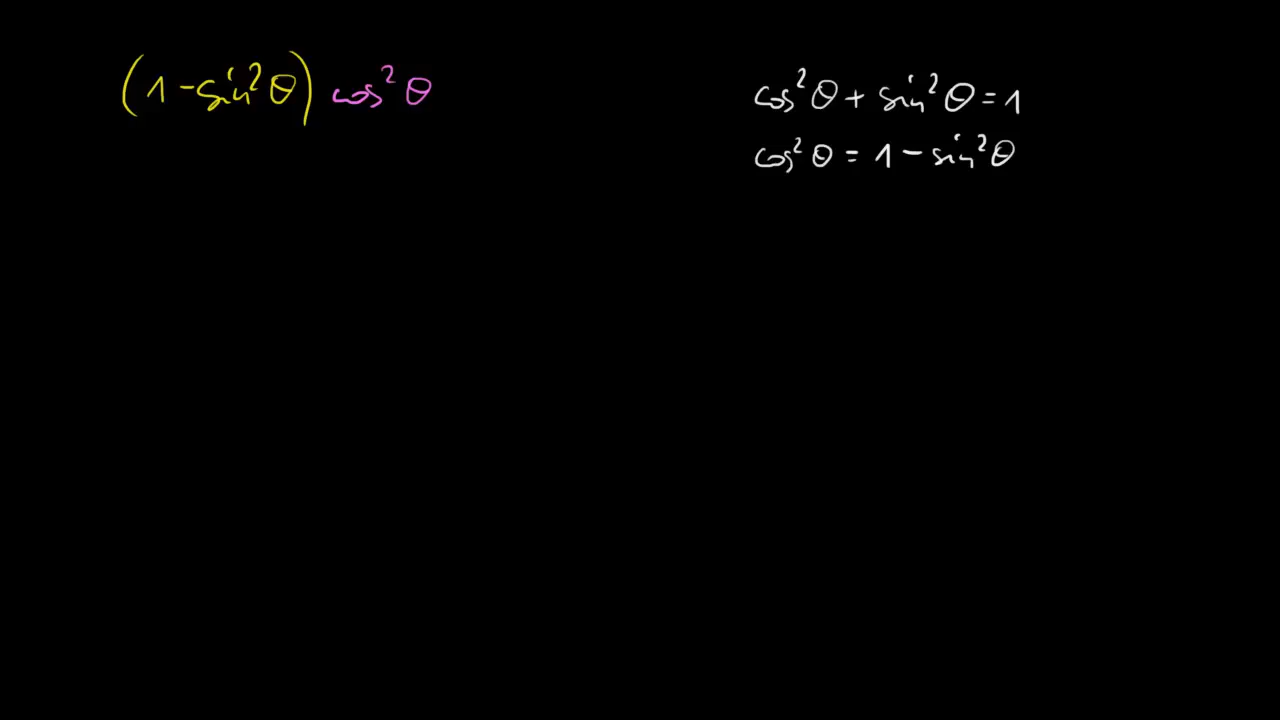 (1 - sin²θ) cos²θ
cos²θ + sin²θ = 1
cos²θ = 1 - sin²θ